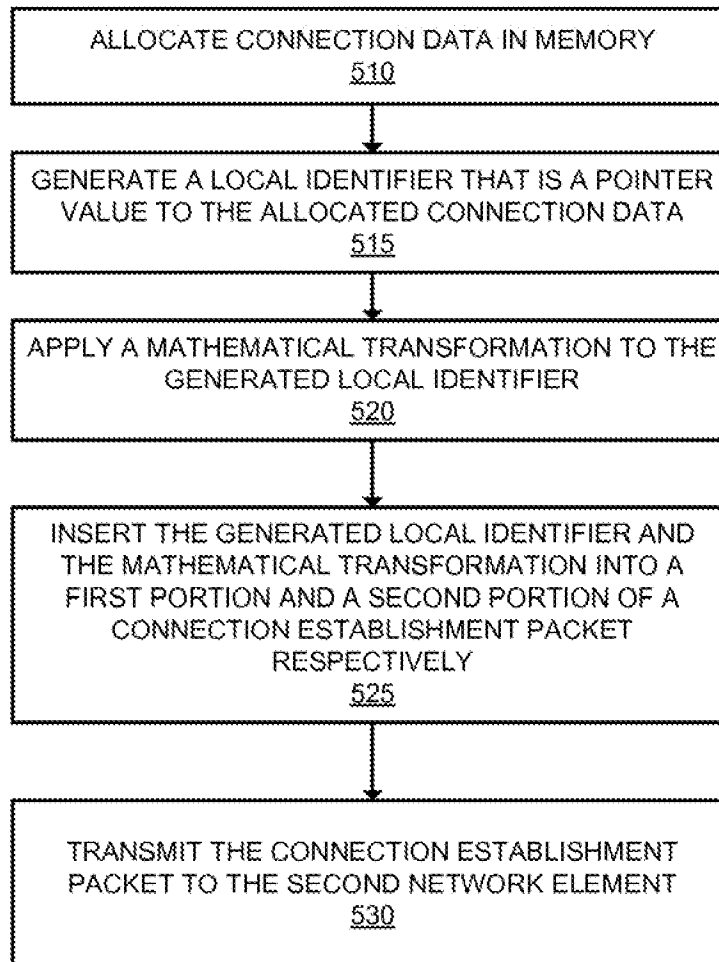 ALLOCATE CONNECTION DATA IN MEMORY
510
GENERATE A LOCAL IDENTIFIER THAT IS A POINTER
VALUE TO THE ALLOCATED CONNECTION DATA
515
APPLY A MATHEMATICAL TRANSFORMATION TO THE
GENERATED LOCAL IDENTIFIER
520
INSERT THE GENERATED LOCAL IDENTIFIER AND
THE MATHEMATICAL TRANSFORMATION INTO A
FIRST PORTION AND A SECOND PORTION OF A
CONNECTION ESTABLISHMENT PACKET
RESPECTIVELY
525
TRANSMIT THE CONNECTION ESTABLISHMENT
PACKET TO THE SECOND NETWORK ELEMENT
530